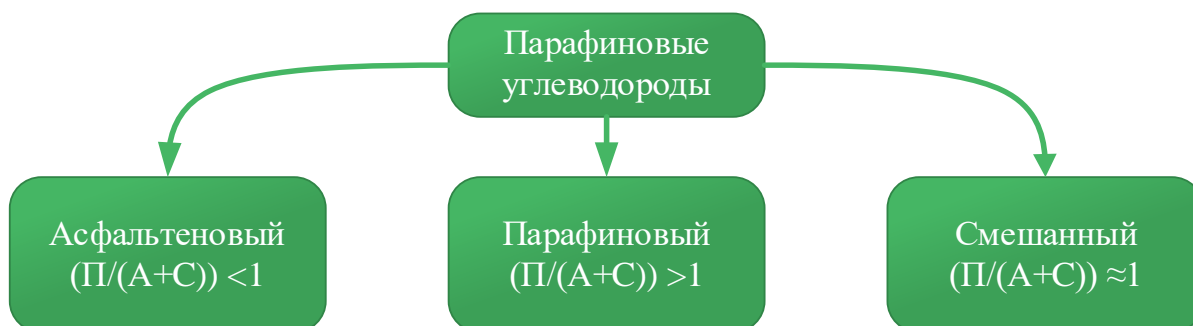 Парафиновые
углеводороды
Асфальтеновый
(П/(А+С)) <1
Парафиновый
(П/(А+С)) >1
Смешанный
(П/(А+С)) ≈1